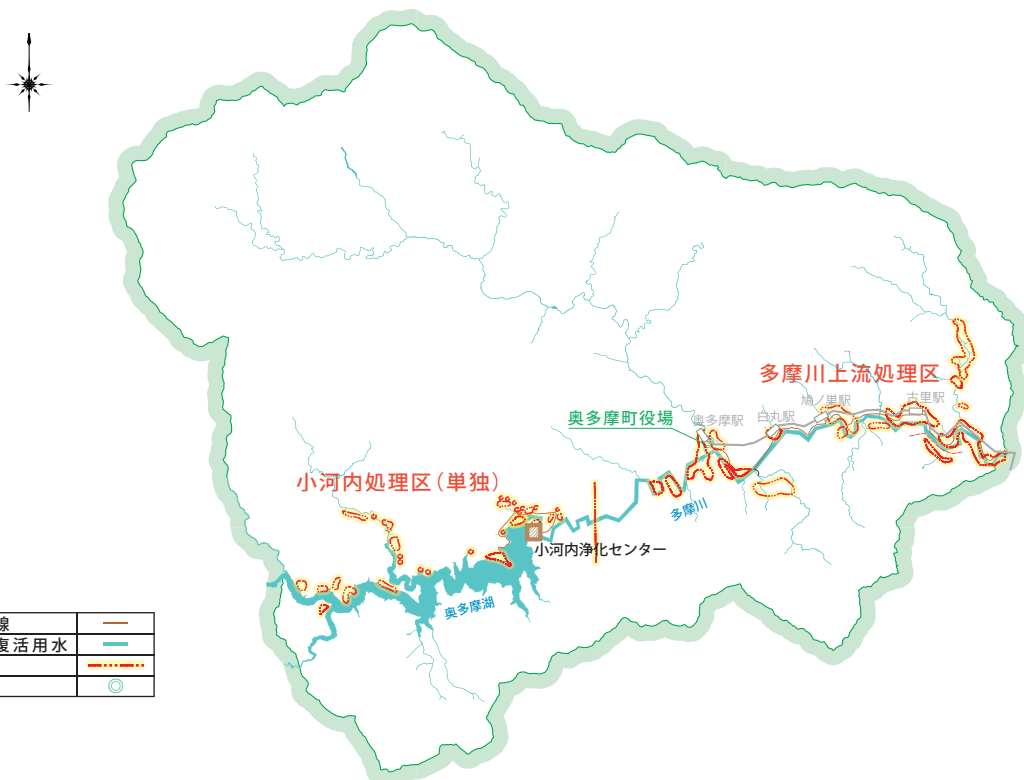 多摩川上流処理区
鳩ノ巣駅
古里駅
奥多摩町役場
奥多摩駅
白丸駅
小河内処理区(単独)
多摩川
小河内浄化センター
奥多摩湖
線
復活用水